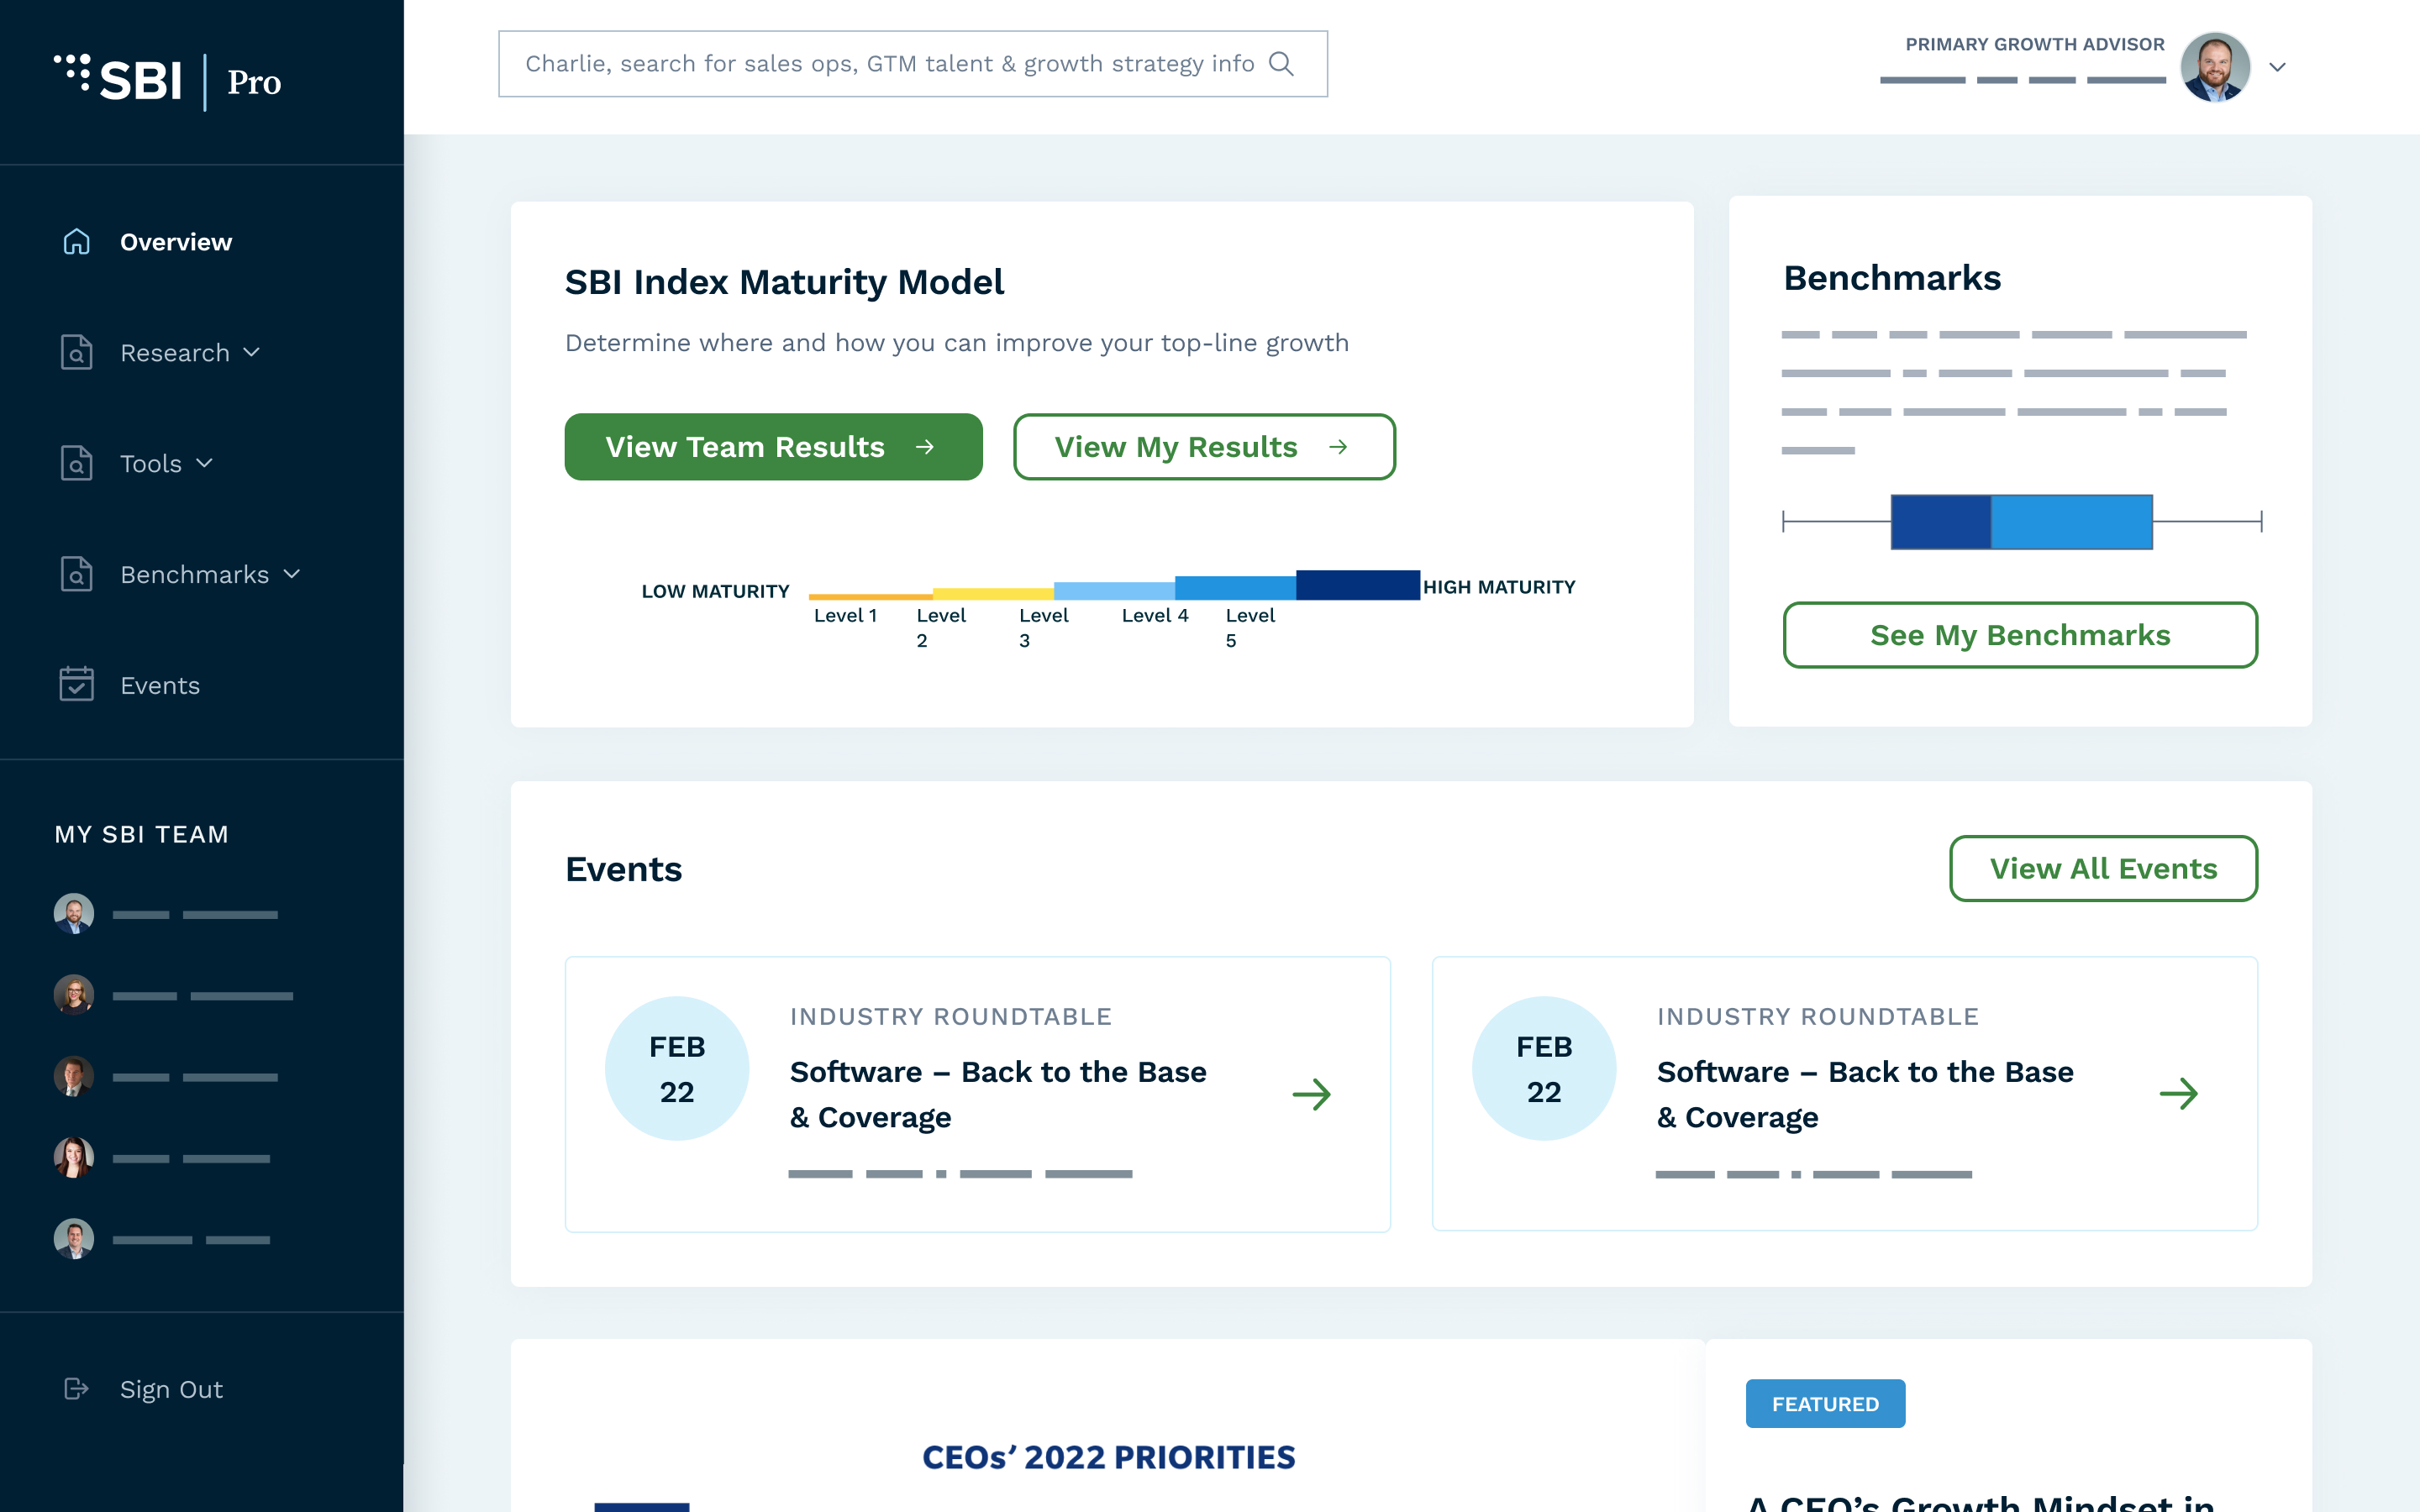 SBI | Pro
Overview
Research
Tools
Benchmarks
Events
MY SBI TEAM
Sign Out
Charlie, search for sales ops, GTM talent & growth strategy info
PRIMARY GROWTH ADVISOR
SBI Index Maturity Model
Determine where and how you can improve your top-line growth
View Team Results
View My Results
LOW MATURITY
HIGH MATURITY
Level 1
Level
2
Level
3
Level 4
Level
5
Benchmarks
See My Benchmarks
Events
View All Events
FEB
22
INDUSTRY ROUNDTABLE
Software – Back to the Base
& Coverage
FEB
22
INDUSTRY ROUNDTABLE
Software – Back to the Base
& Coverage
CEOs’ 2022 PRIORITIES
FEATURED
A CEO’s Growth Mindset in